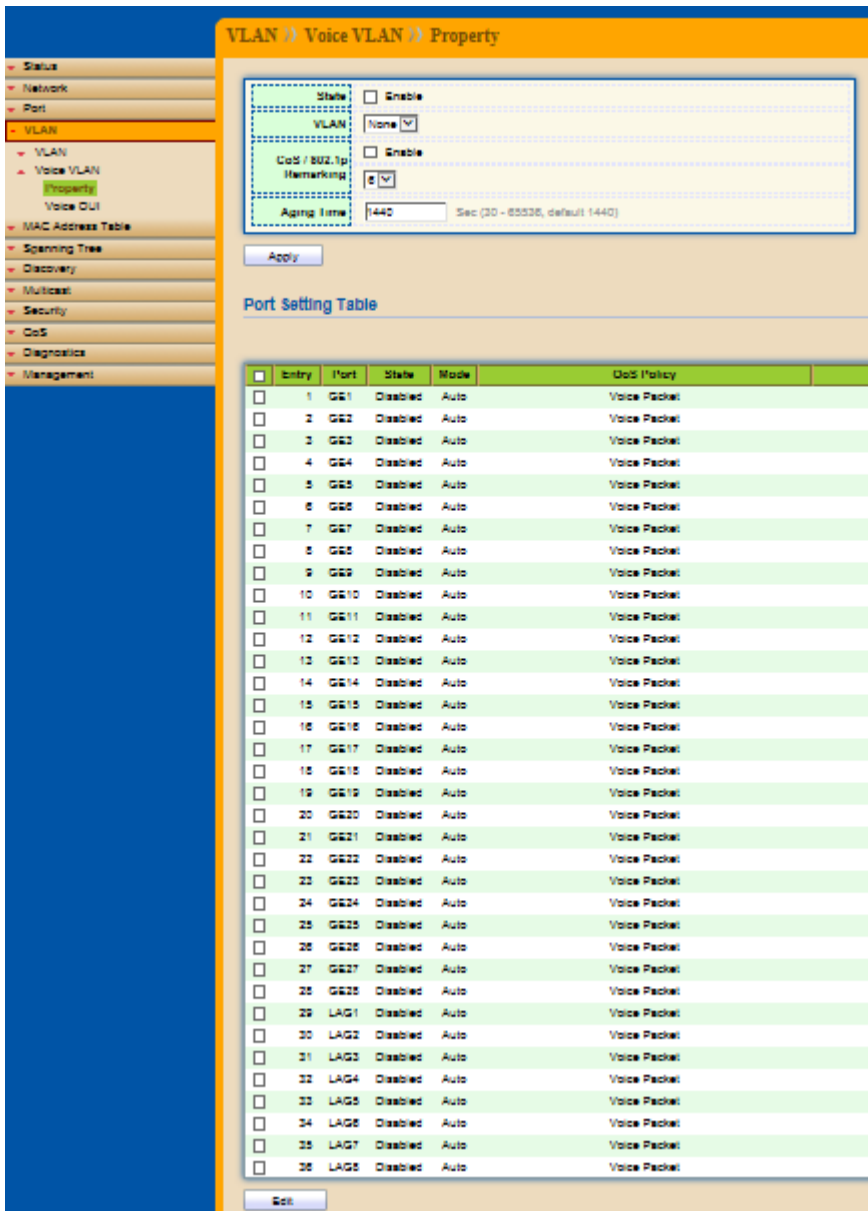 VLAN >> Voice VLAN >> Property
Status
Network
Port
VLAN
VLAN
Voice VLAN
Property
Voice OUI
MAC Address Table
Spanning Tree
Discovery
Multicast
Security
QoS
Diagnostics
Management
State Enable
VLAN None
CoS / 802.1p Remarking Enable
6
Aging Time 1440 Sec (30 - 65536, default 1440)
Apply
Port Setting Table
Entry Port State Mode QoS Policy
1 GE1 Disabled Auto Voice Packet
2 GE2 Disabled Auto Voice Packet
3 GE3 Disabled Auto Voice Packet
4 GE4 Disabled Auto Voice Packet
5 GE5 Disabled Auto Voice Packet
6 GE6 Disabled Auto Voice Packet
7 GE7 Disabled Auto Voice Packet
8 GE8 Disabled Auto Voice Packet
9 GE9 Disabled Auto Voice Packet
10 GE10 Disabled Auto Voice Packet
11 GE11 Disabled Auto Voice Packet
12 GE12 Disabled Auto Voice Packet
13 GE13 Disabled Auto Voice Packet
14 GE14 Disabled Auto Voice Packet
15 GE15 Disabled Auto Voice Packet
16 GE16 Disabled Auto Voice Packet
17 GE17 Disabled Auto Voice Packet
18 GE18 Disabled Auto Voice Packet
19 GE19 Disabled Auto Voice Packet
20 GE20 Disabled Auto Voice Packet
21 GE21 Disabled Auto Voice Packet
22 GE22 Disabled Auto Voice Packet
23 GE23 Disabled Auto Voice Packet
24 GE24 Disabled Auto Voice Packet
25 GE25 Disabled Auto Voice Packet
26 GE26 Disabled Auto Voice Packet
27 GE27 Disabled Auto Voice Packet
28 GE28 Disabled Auto Voice Packet
29 LAG1 Disabled Auto Voice Packet
30 LAG2 Disabled Auto Voice Packet
31 LAG3 Disabled Auto Voice Packet
32 LAG4 Disabled Auto Voice Packet
33 LAG5 Disabled Auto Voice Packet
34 LAG6 Disabled Auto Voice Packet
35 LAG7 Disabled Auto Voice Packet
36 LAG8 Disabled Auto Voice Packet
Edit